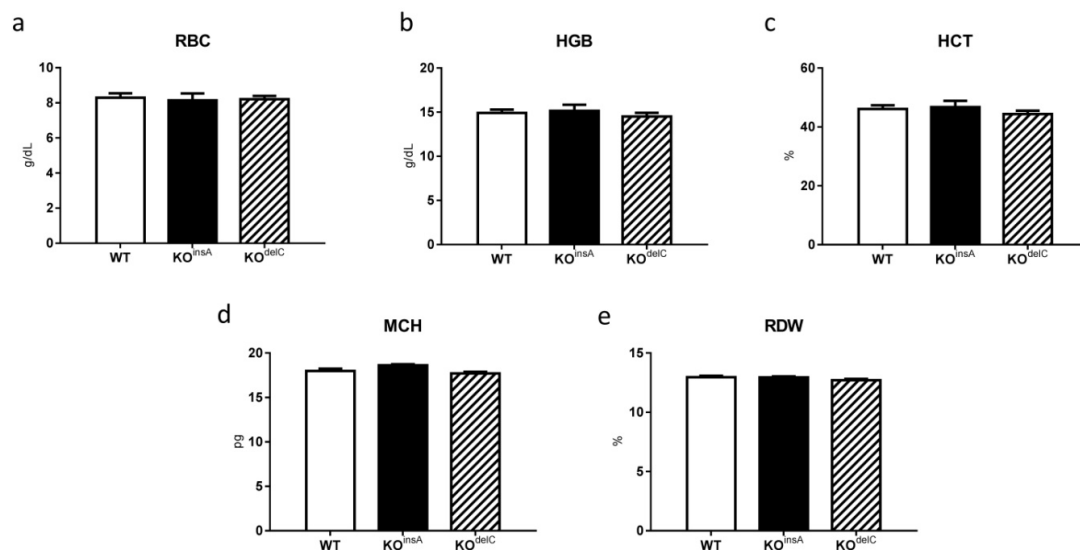 a
RBC
g/dL
10
8
6
4
2
0
WT
KO^insA
KO^delC
b
HGB
g/dL
20
15
10
5
0
WT
KO^insA
KO^delC
c
HCT
%
60
40
20
0
WT
KO^insA
KO^delC
d
MCH
pg
20
15
10
5
0
WT
KO^insA
KO^delC
e
RDW
%
15
10
5
0
WT
KO^insA
KO^delC